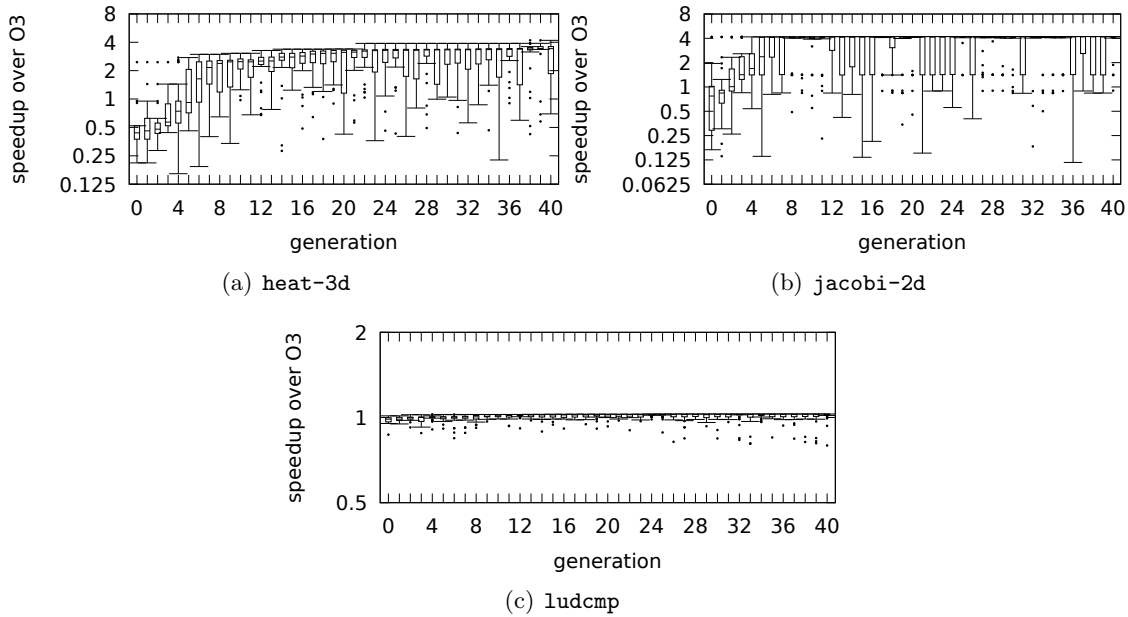 speedup over O3
8
4
2
1
0.5
0.25
0.125
0 4 8 12 16 20 24 28 32 36 40
generation
(a) heat-3d
speedup over O3
8
4
2
1
0.5
0.25
0.125
0.0625
0 4 8 12 16 20 24 28 32 36 40
generation
(b) jacobi-2d
speedup over O3
2
1
0.5
0 4 8 12 16 20 24 28 32 36 40
generation
(c) ludcmp